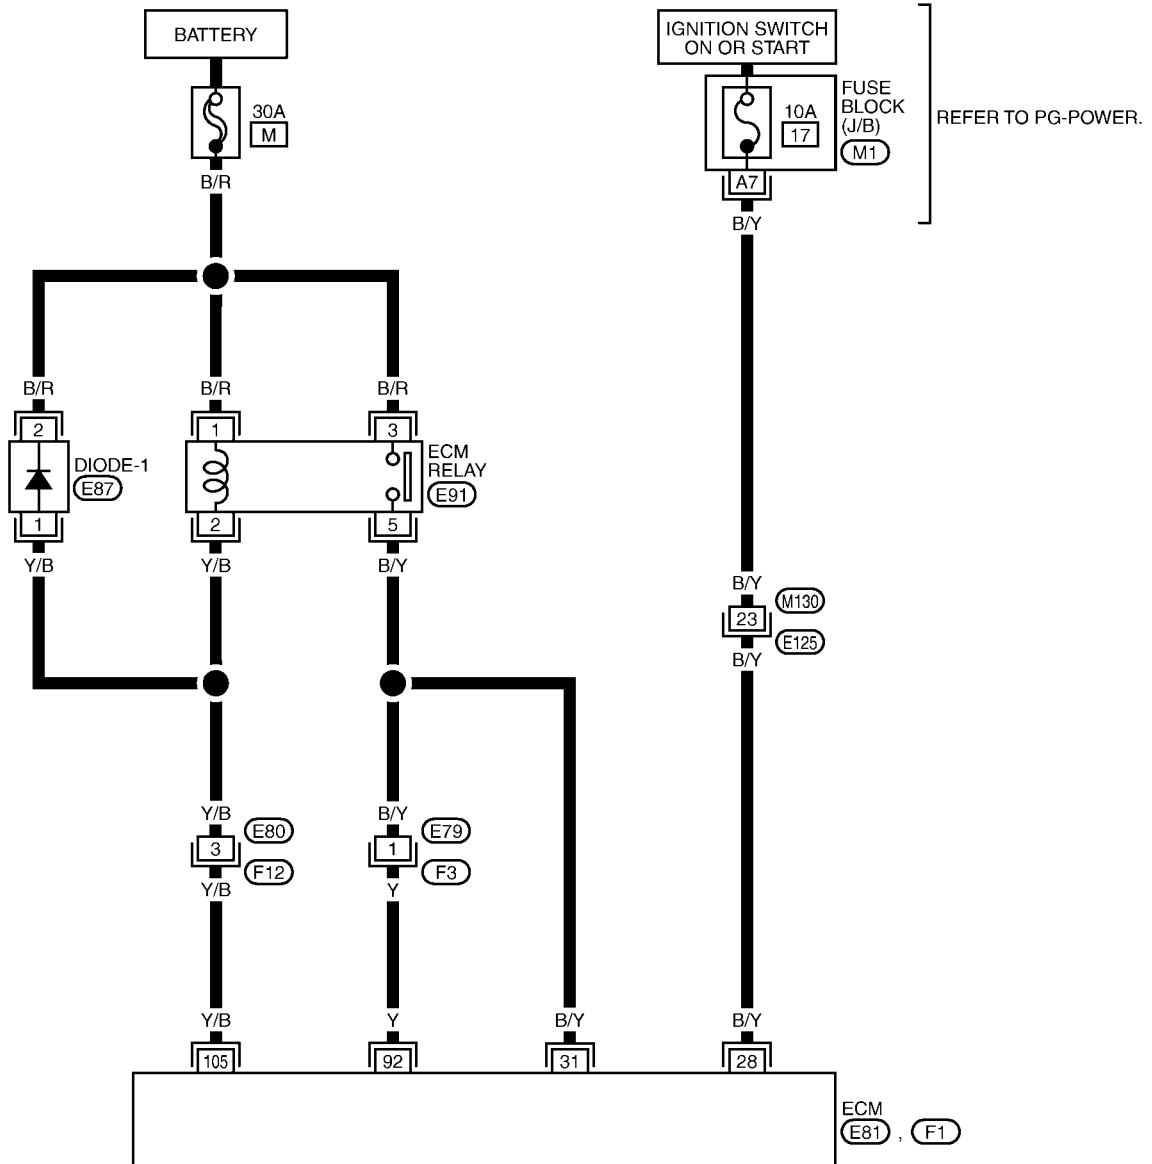 BATTERY
IGNITION SWITCH
ON OR START
30A
M
10A
17
FUSE
BLOCK
(J/B)
M1
REFER TO PG-POWER.
B/R
A7
B/Y
B/R
B/R
B/R
2
1
3
DIODE-1
E87
ECM
RELAY
E91
1
2
5
Y/B
Y/B
B/Y
B/Y
23
M130
E125
B/Y
Y/B
B/Y
3
E80
F12
1
E79
F3
Y/B
Y
Y/B
Y
B/Y
B/Y
105
92
31
28
ECM
E81 , F1